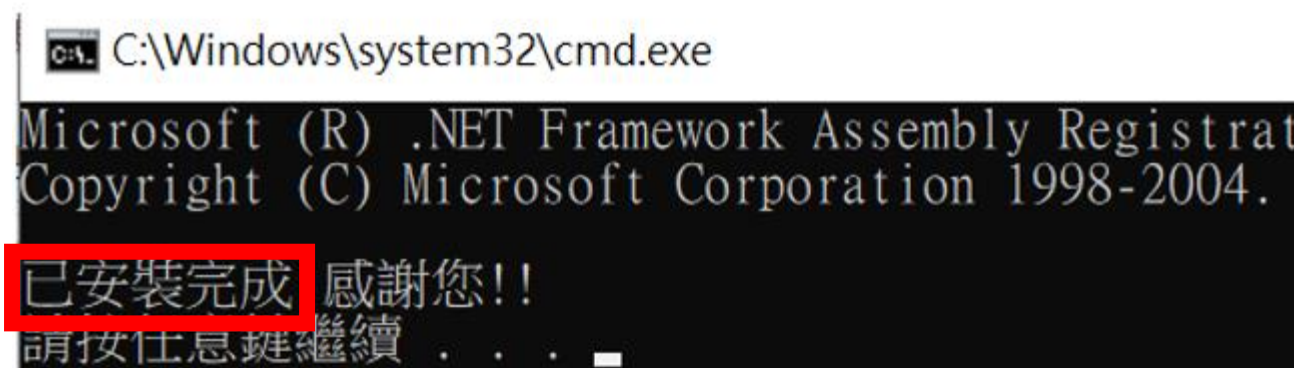 C:\Windows\system32\cmd.exe
Microsoft (R) .NET Framework Assembly Registrat
Copyright (C) Microsoft Corporation 1998-2004.
已安裝完成 感謝您!!
請按任意鍵繼續 . . .